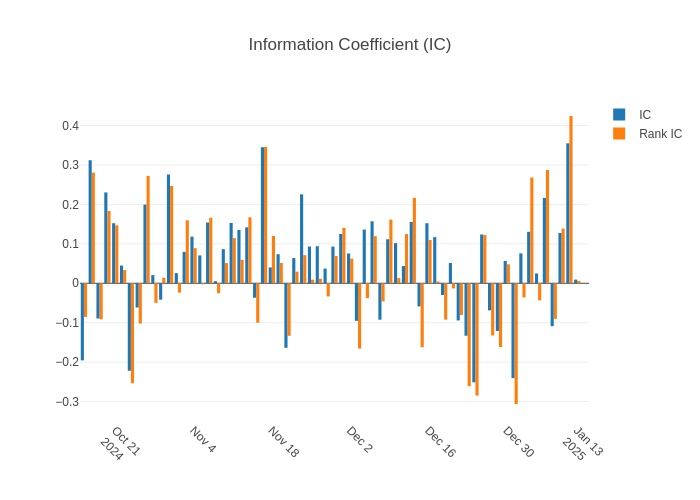 Information Coefficient (IC)
IC
Rank IC
0.4
0.3
0.2
0.1
0
−0.1
−0.2
−0.3
Oct 21
2024
Nov 4
Nov 18
Dec 2
Dec 16
Dec 30
Jan 13
2025